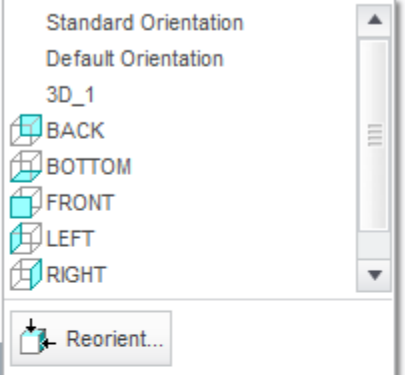 Standard Orientation
Default Orientation
3D_1
BACK
BOTTOM
FRONT
LEFT
RIGHT
Reorient...